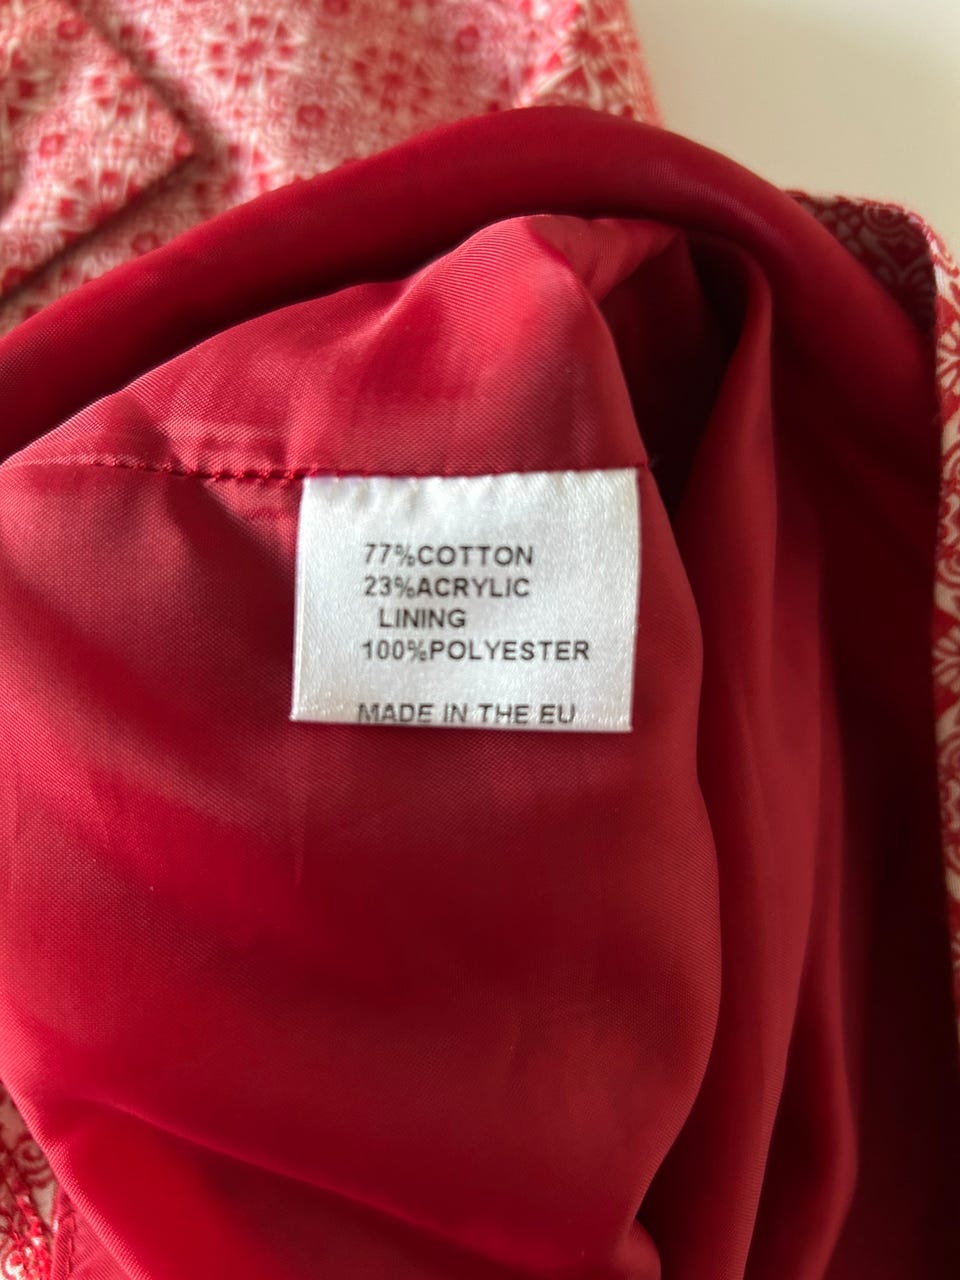 77%COTTON
23%ACRYLIC
LINING
100%POLYESTER
MADE IN THE EU